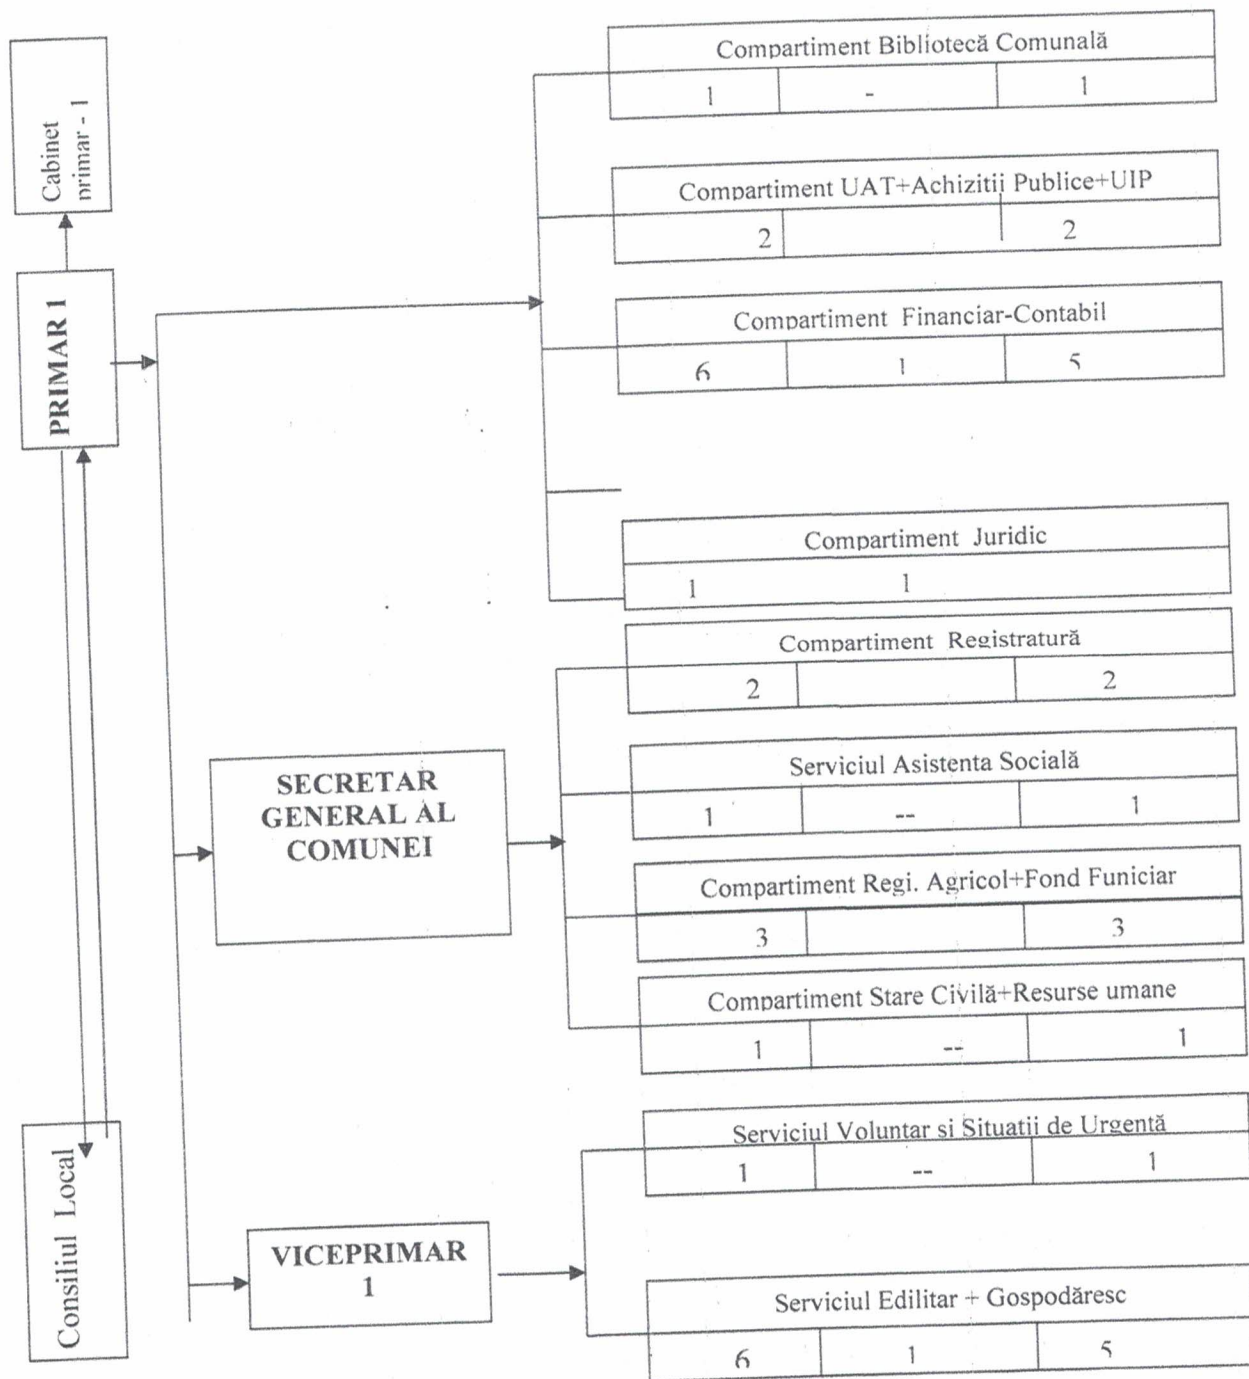 Cabinet
primar - 1
PRIMAR 1
Consiliul Local
Compartiment Bibliotecă Comunală
1 - 1
Compartiment UAT+Achizitii Publice+UIP
2 2
Compartiment Financiar-Contabil
6 1 5
Compartiment Juridic
1 1
SECRETAR
GENERAL AL
COMUNEI
Compartiment Registratură
2 2
Serviciul Asistenta Socială
1 -- 1
Compartiment Regi. Agricol+Fond Funiciar
3 3
Compartiment Stare Civilă+Resurse umane
1 -- 1
VICEPRIMAR
1
Serviciul Voluntar si Situatii de Urgentă
1 -- 1
Serviciul Edilitar + Gospodăresc
6 1 5